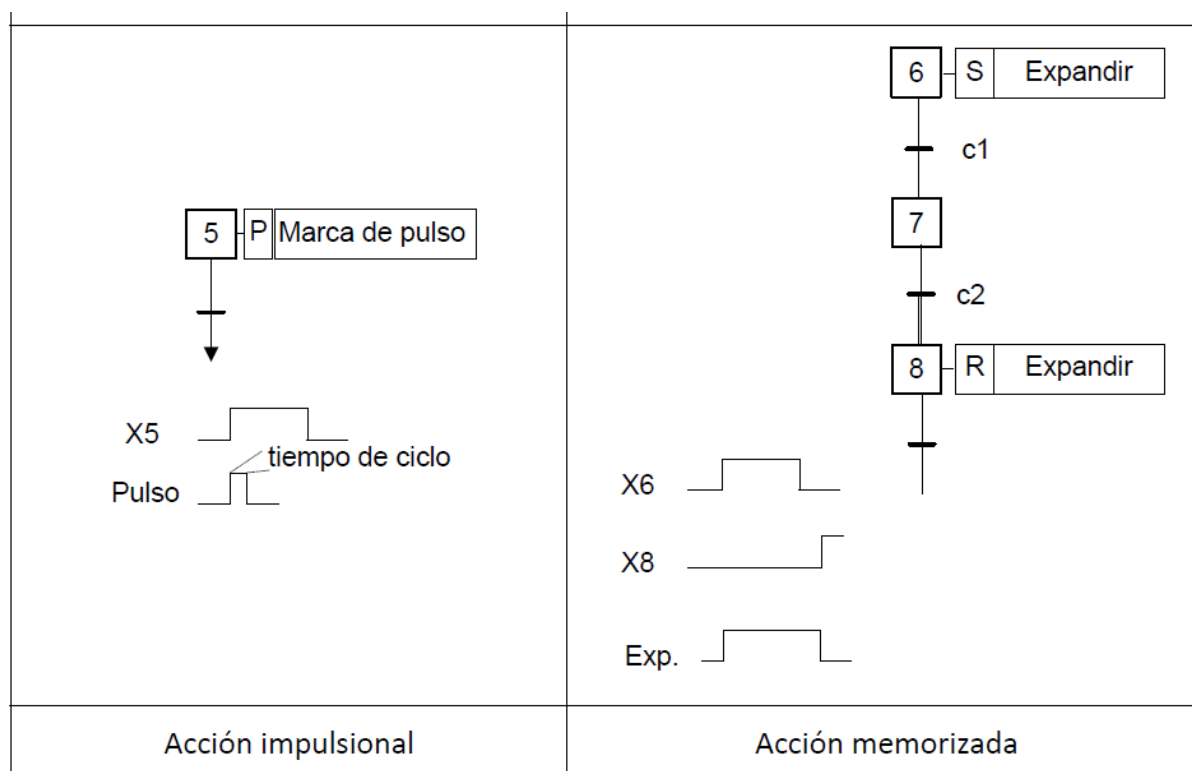 5 P Marca de pulso
X5
tiempo de ciclo
Pulso
Acción impulsional
6 S Expandir
c1
7
c2
8 R Expandir
X6
X8
Exp.
Acción memorizada